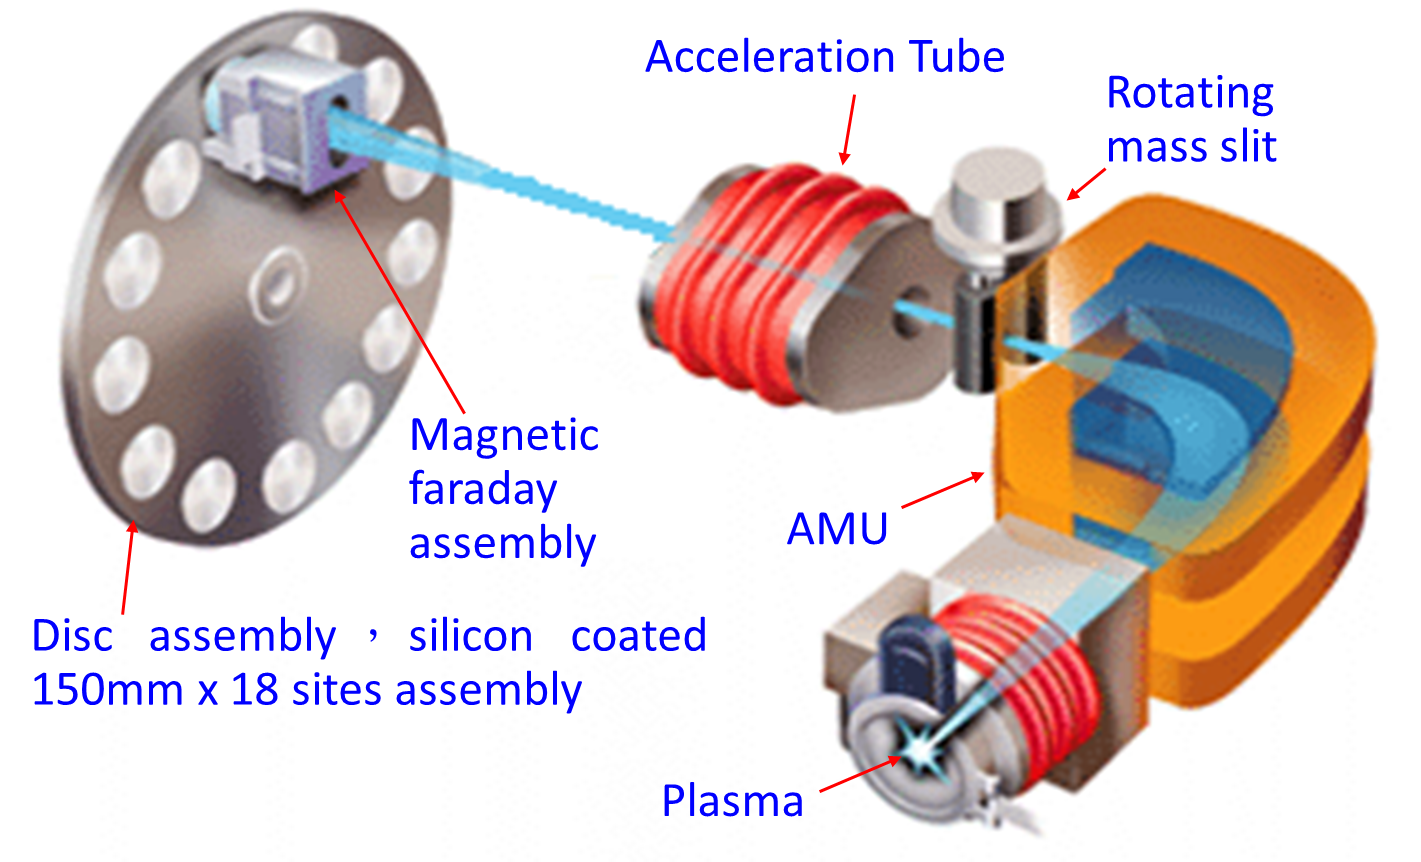 Acceleration Tube
Rotating
mass slit
Magnetic
faraday
assembly
AMU
Disc assembly，silicon coated
150mm x 18 sites assembly
Plasma